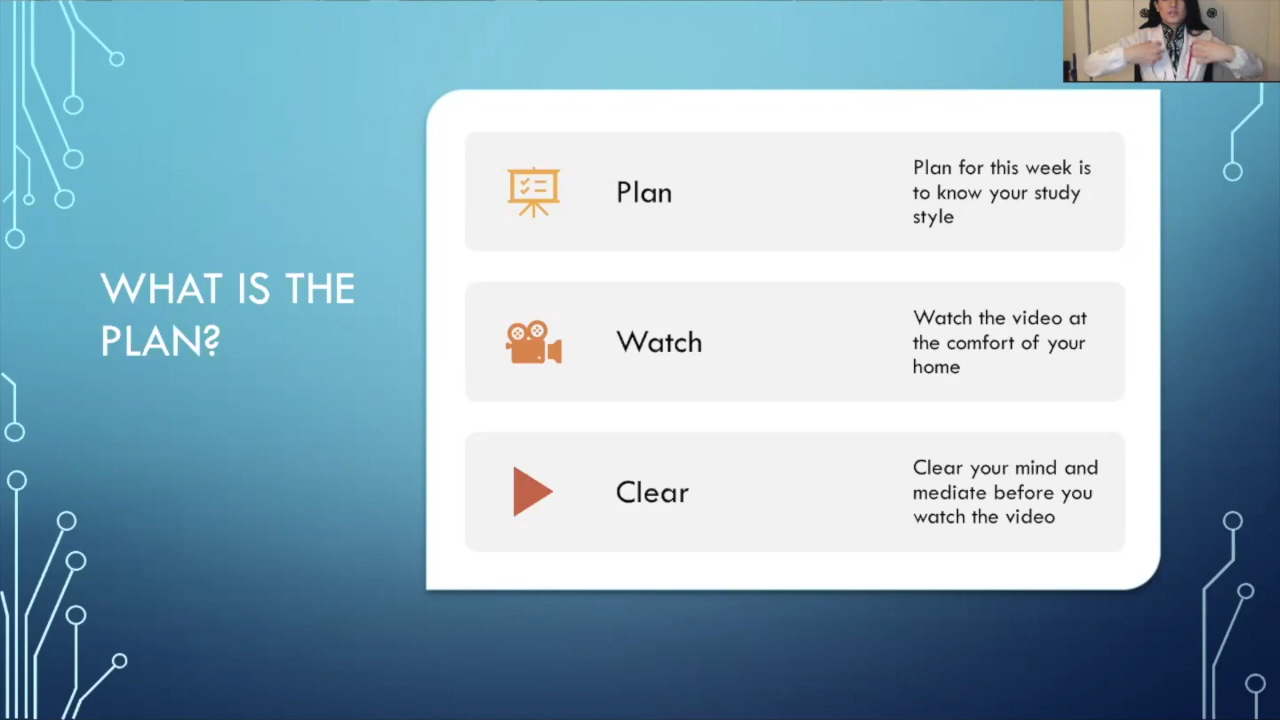 WHAT IS THE
PLAN?
Plan
Plan for this week is
to know your study
style
Watch
Watch the video at
the comfort of your
home
Clear
Clear your mind and
mediate before you
watch the video